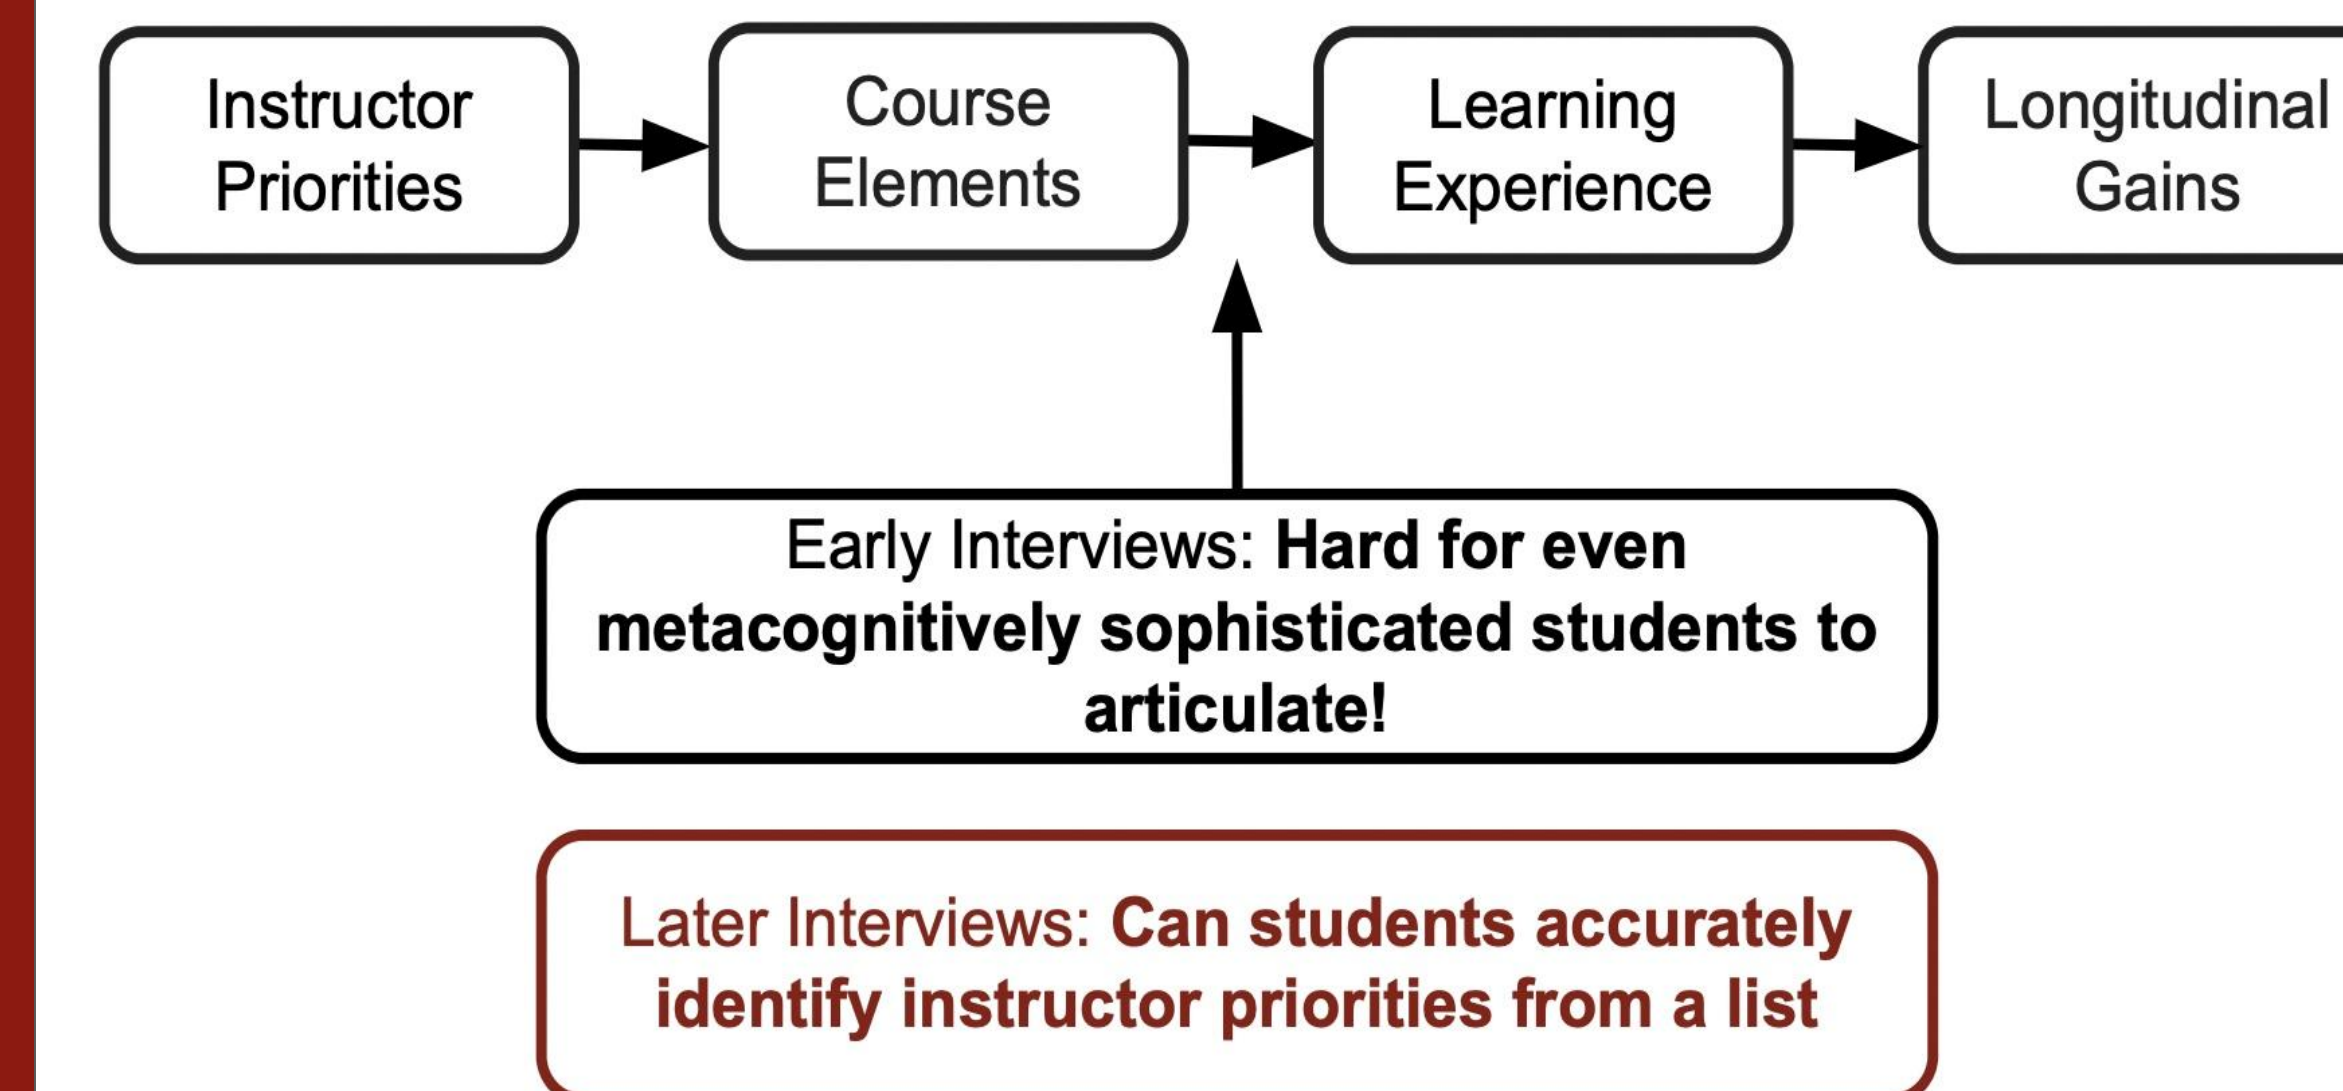 Instructor
Priorities
Course
Elements
Learning
Experience
Longitudinal
Gains
Early Interviews: Hard for even
metacognitively sophisticated students to
articulate!
Later Interviews: Can students accurately
identify instructor priorities from a list